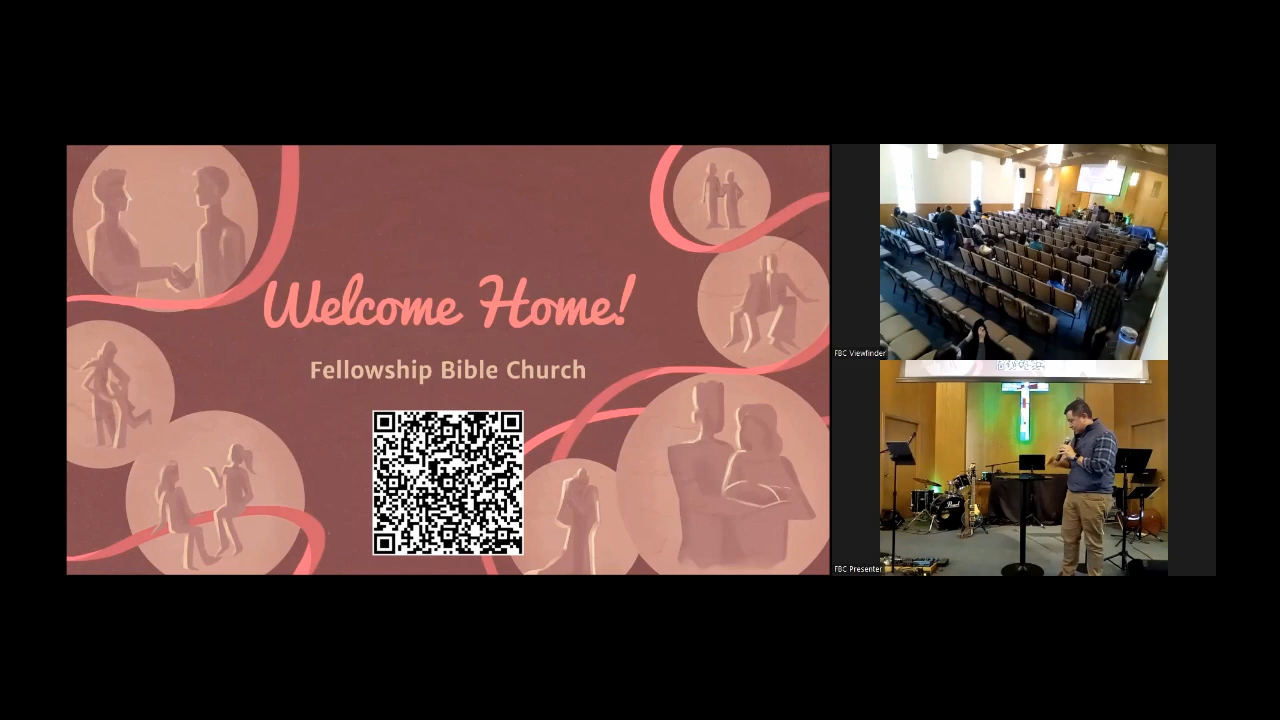 Welcome Home!
Fellowship Bible Church
FBC Viewfinder
FBC Presenter